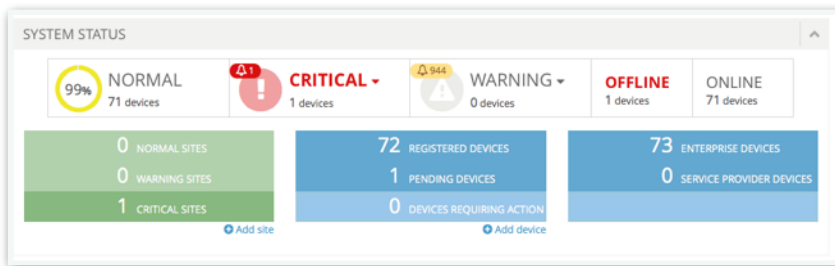 SYSTEM STATUS
99%
NORMAL
71 devices
1
CRITICAL
1 devices
944
WARNING
0 devices
OFFLINE
1 devices
ONLINE
71 devices
0 NORMAL SITES
0 WARNING SITES
1 CRITICAL SITES
Add site
72 REGISTERED DEVICES
1 PENDING DEVICES
0 DEVICES REQUIRING ACTION
Add device
73 ENTERPRISE DEVICES
0 SERVICE PROVIDER DEVICES